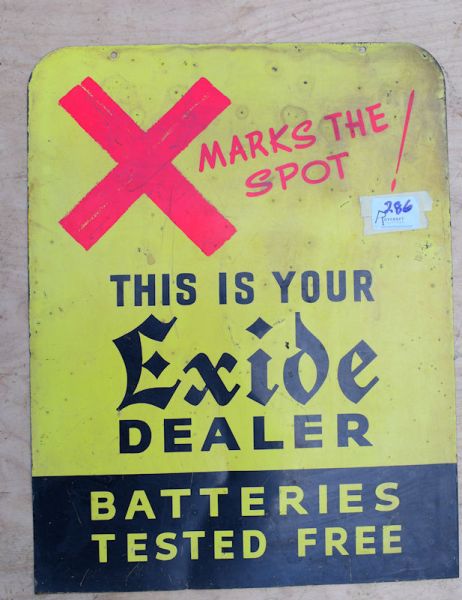 X MARKS THE
SPOT!
286
THIS IS YOUR
Exide
DEALER
BATTERIES
TESTED FREE